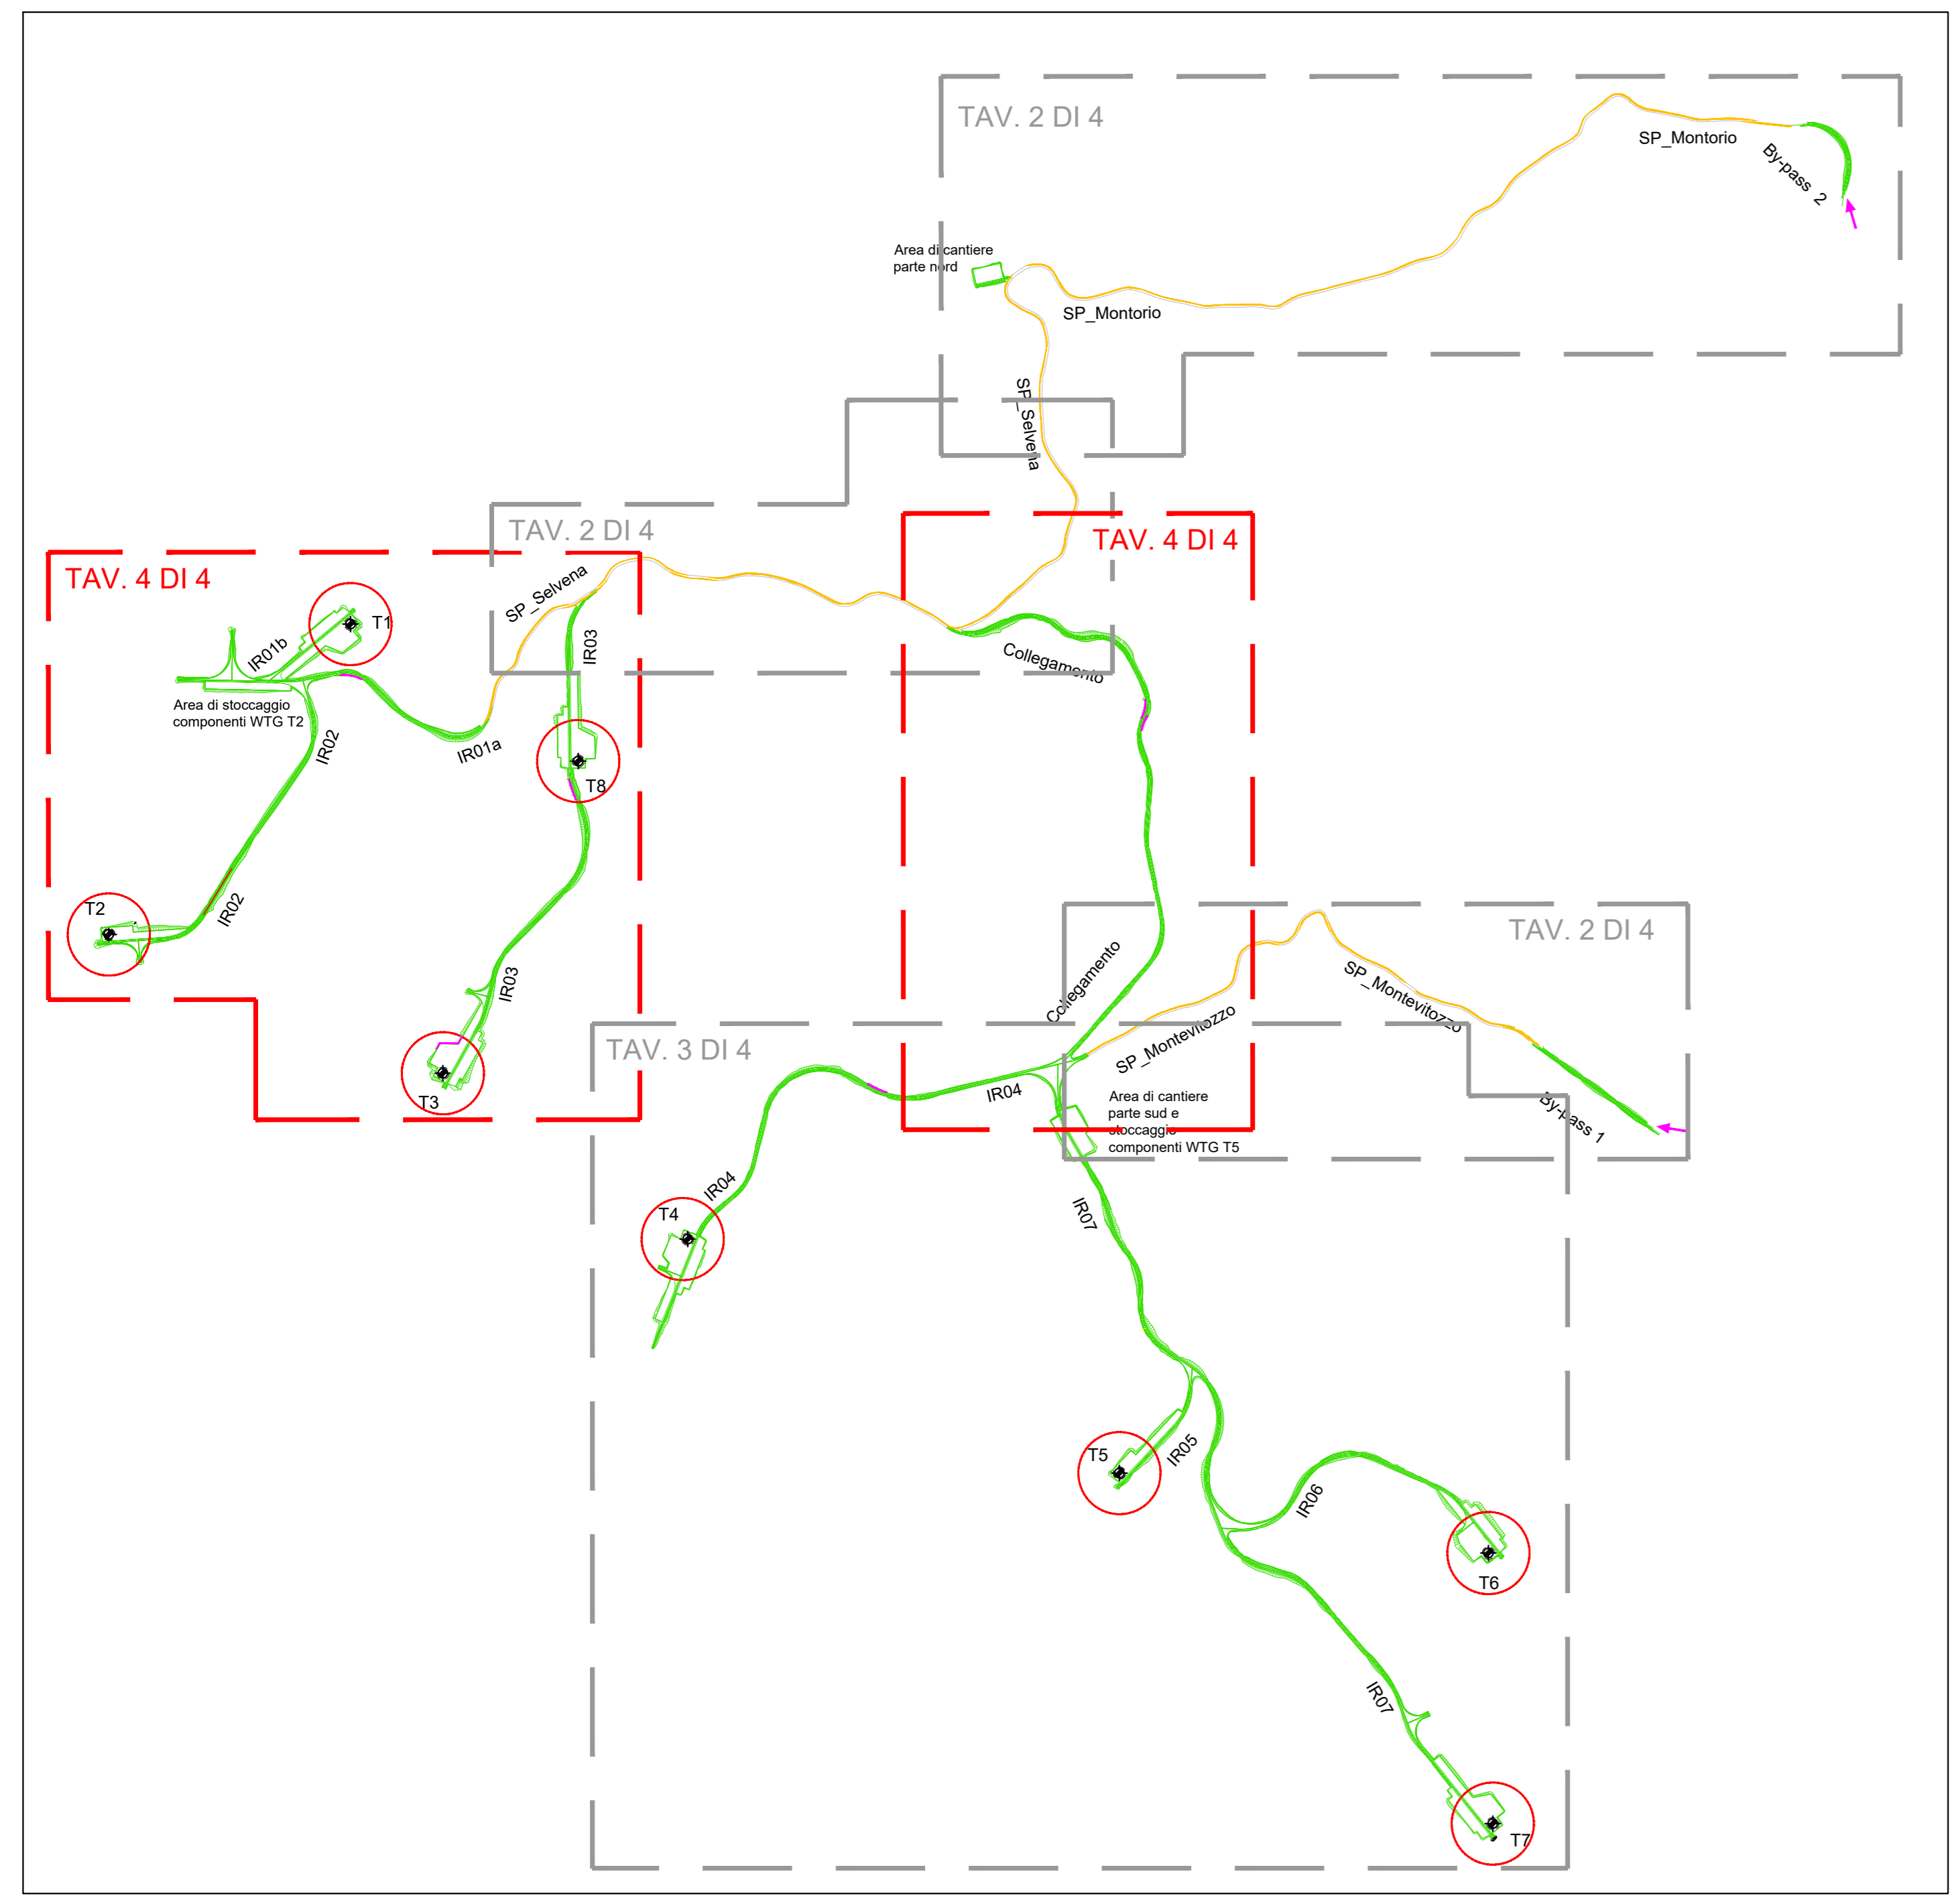 TAV. 2 DI 4
SP_Montorio
By-pass 2
Area di cantiere
parte nord
SP_Montorio
SP_Selvena
TAV. 2 DI 4
TAV. 4 DI 4
TAV. 4 DI 4
SP_Selvena
T1
IR01b
IR03
Collegamento
Area di stoccaggio
componenti WTG T2
IR02
IR01a
T8
T2
IR02
TAV. 2 DI 4
IR03
Collegamento
SP_Montevitozzo
SP_Montevitozzo
TAV. 3 DI 4
IR04
T3
Area di cantiere
parte sud e
stoccaggio
componenti WTG T5
By-pass 1
IR04
T4
IR07
T5
IR05
IR06
T6
IR07
T7